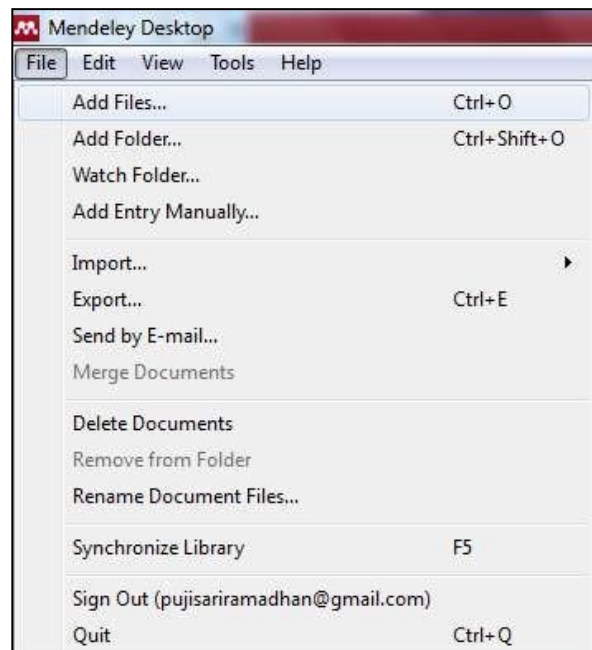 Mendeley Desktop
File Edit View Tools Help
Add Files... Ctrl+O
Add Folder... Ctrl+Shift+O
Watch Folder...
Add Entry Manually...
Import...
Export... Ctrl+E
Send by E-mail...
Merge Documents
Delete Documents
Remove from Folder
Rename Document Files...
Synchronize Library F5
Sign Out (pujisariramadhan@gmail.com)
Quit Ctrl+Q